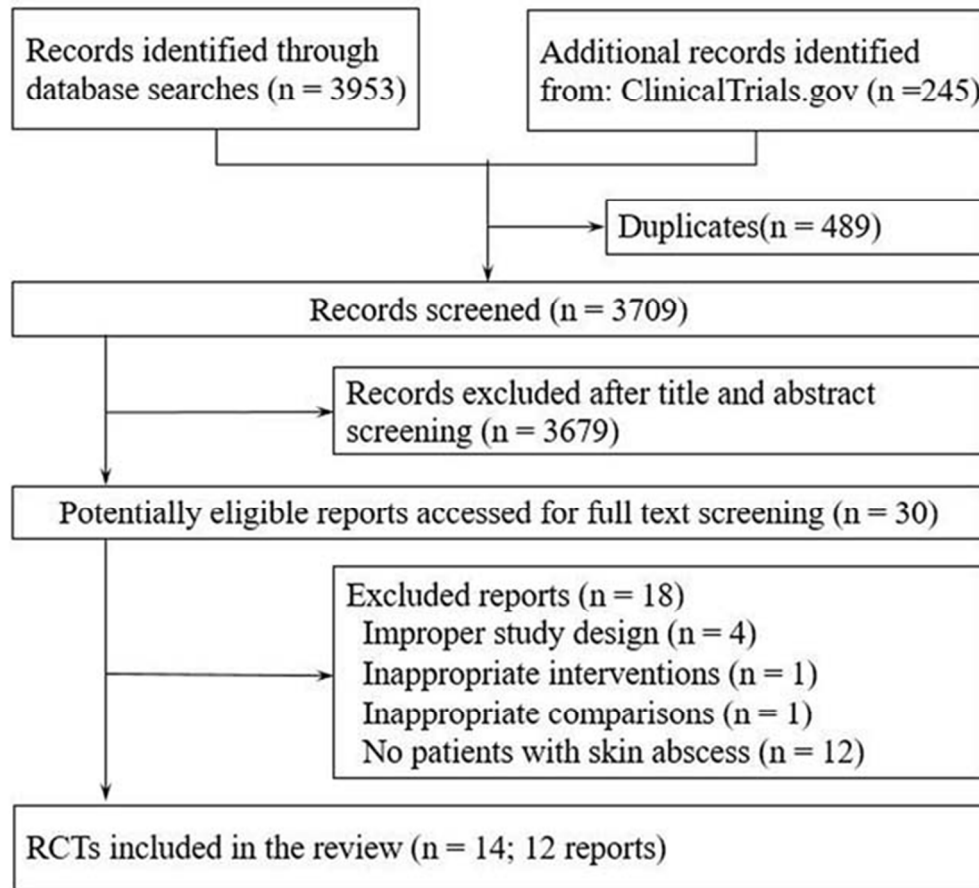 Records identified through
database searches (n = 3953)
Additional records identified
from: ClinicalTrials.gov (n =245)
Duplicates(n = 489)
Records screened (n = 3709)
Records excluded after title and abstract
screening (n = 3679)
Potentially eligible reports accessed for full text screening (n = 30)
Excluded reports (n = 18)
Improper study design (n = 4)
Inappropriate interventions (n = 1)
Inappropriate comparisons (n = 1)
No patients with skin abscess (n = 12)
RCTs included in the review (n = 14; 12 reports)